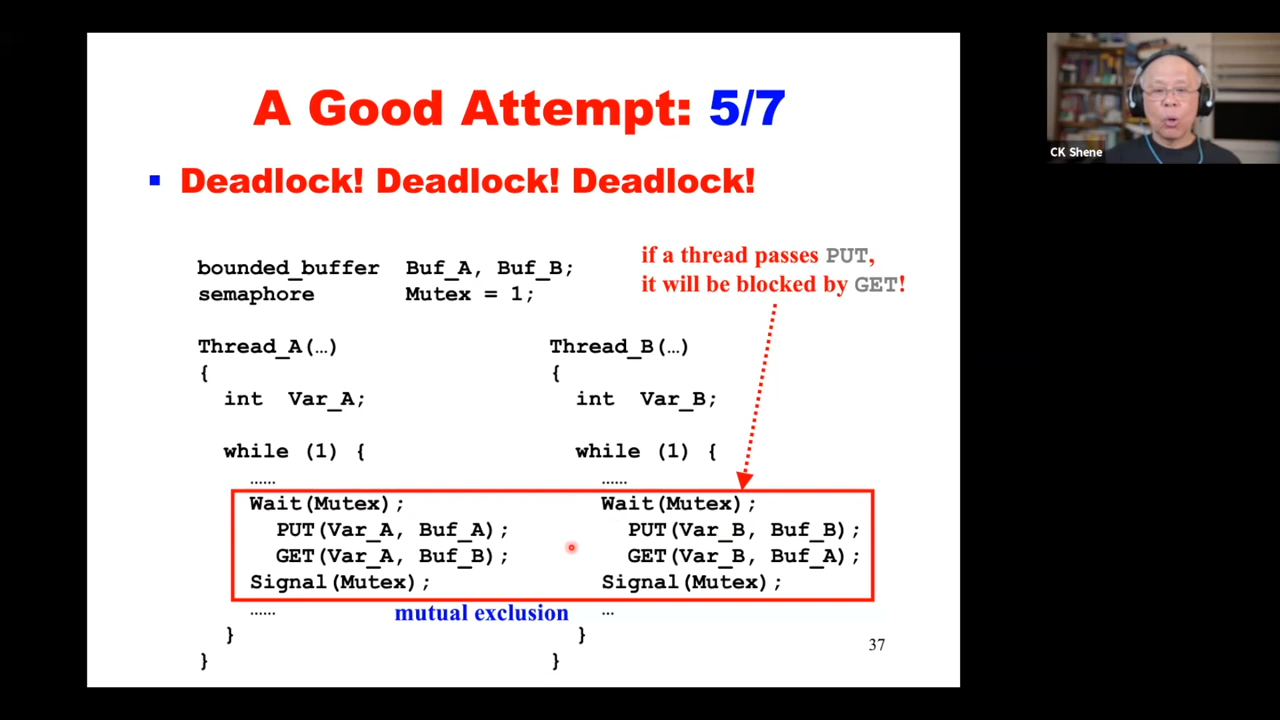 A Good Attempt: 5/7
Deadlock! Deadlock! Deadlock!
if a thread passes PUT,
it will be blocked by GET!
bounded_buffer Buf_A, Buf_B;
semaphore Mutex = 1;
Thread_A(…)
{
int Var_A;
while (1) {
……
Wait(Mutex);
PUT(Var_A, Buf_A);
GET(Var_A, Buf_B);
Signal(Mutex);
……
}
}
Thread_B(…)
{
int Var_B;
while (1) {
……
Wait(Mutex);
PUT(Var_B, Buf_B);
GET(Var_B, Buf_A);
Signal(Mutex);
…
}
}
mutual exclusion
37
CK Shene